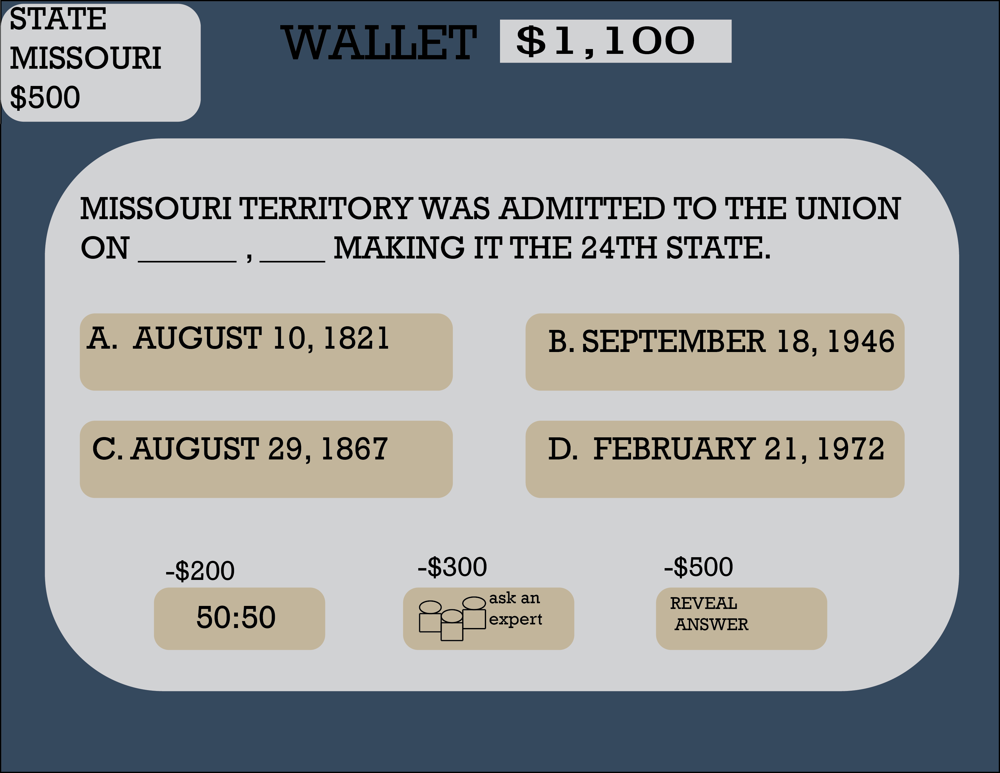 STATE
MISSOURI
$500
WALLET $1,100
MISSOURI TERRITORY WAS ADMITTED TO THE UNION
ON ______ , ____ MAKING IT THE 24TH STATE.
A. AUGUST 10, 1821
B. SEPTEMBER 18, 1946
C. AUGUST 29, 1867
D. FEBRUARY 21, 1972
-$200
50:50
-$300
ask an
expert
-$500
REVEAL
ANSWER